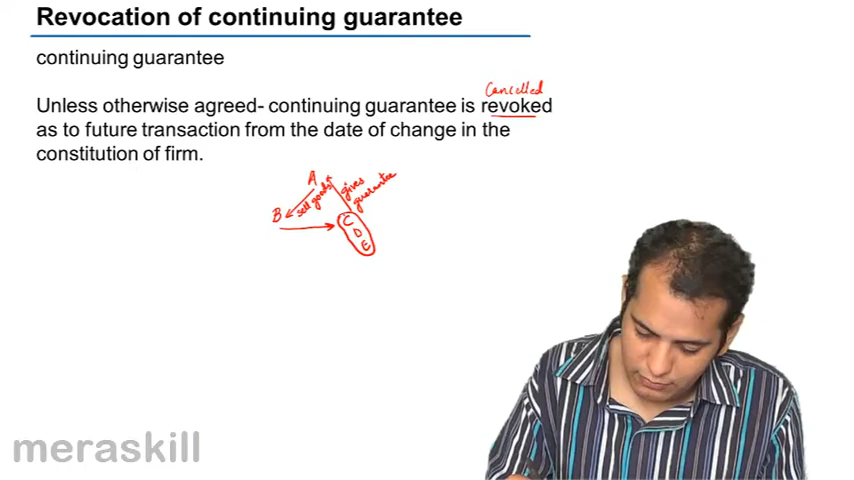 Revocation of continuing guarantee
continuing guarantee
Cancelled
Unless otherwise agreed- continuing guarantee is revoked
as to future transaction from the date of change in the
constitution of firm.
A
gives
guarantee
sell goods
B
C
D
E
meraskill